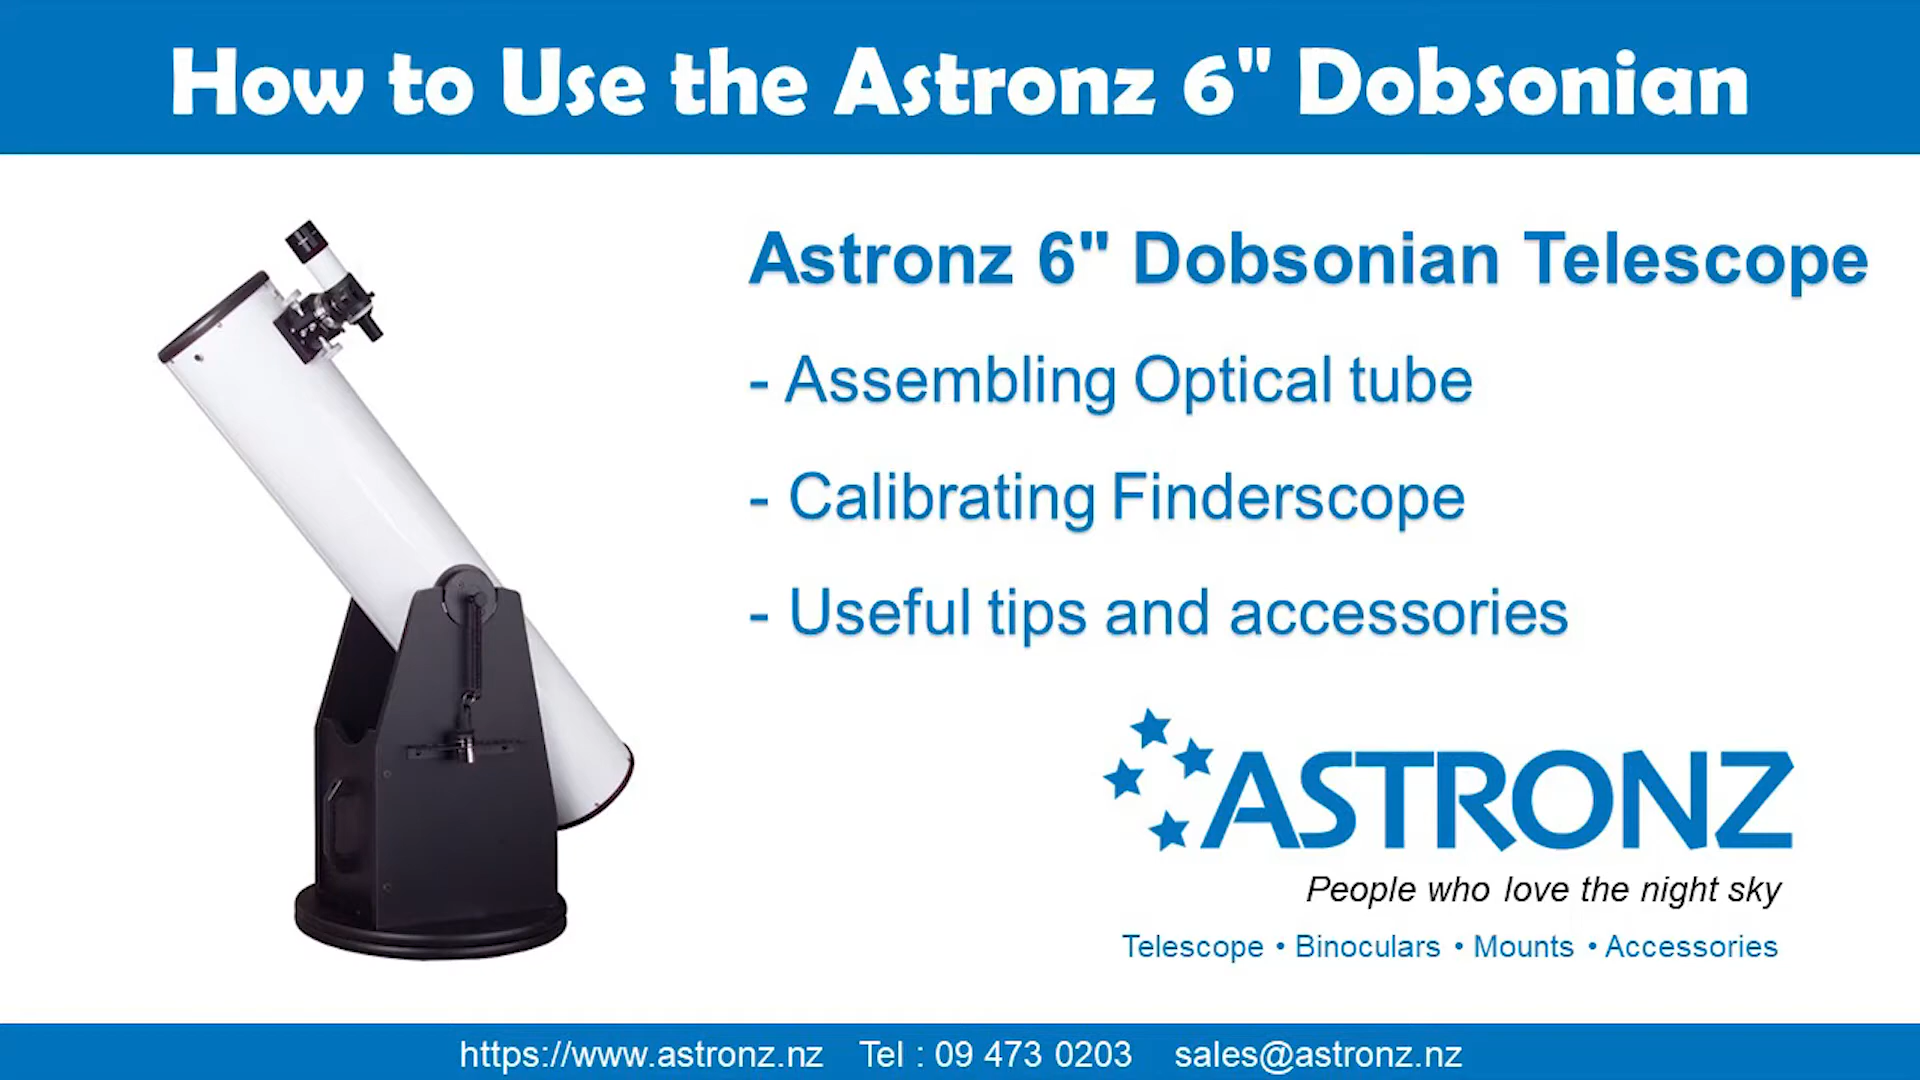 How to Use the Astronz 6" Dobsonian
Astronz 6" Dobsonian Telescope
- Assembling Optical tube
- Calibrating Finderscope
- Useful tips and accessories
ASTRONZ
People who love the night sky
Telescope • Binoculars • Mounts • Accessories
https://www.astronz.nz Tel : 09 473 0203 sales@astronz.nz